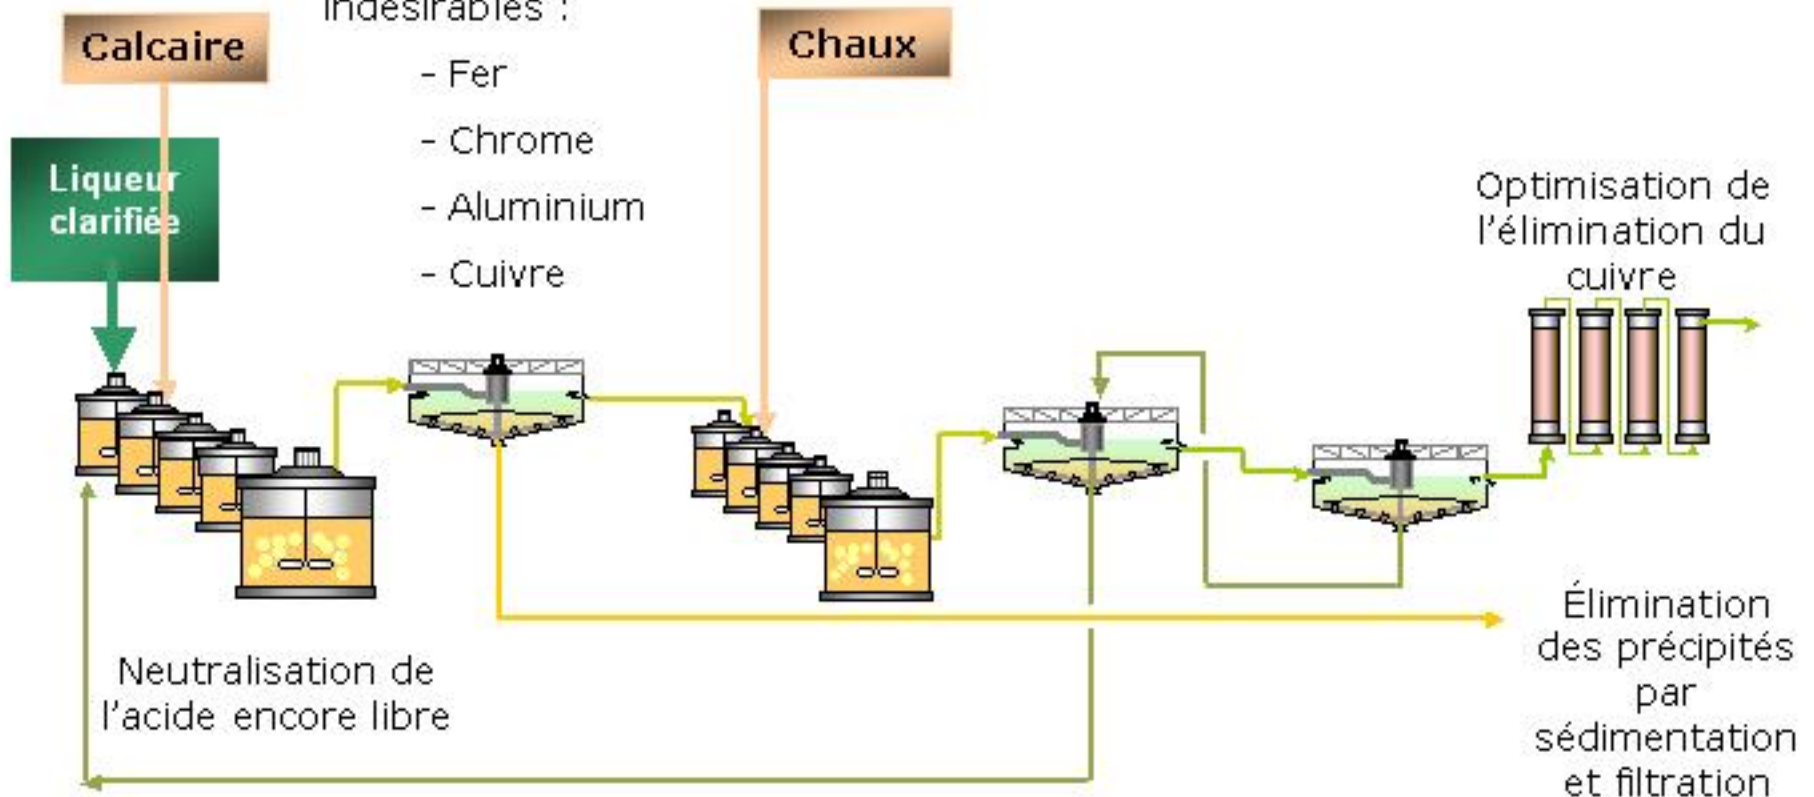 indésirables :
Calcaire
Chaux
- Fer
- Chrome
- Aluminium
- Cuivre
Liqueur
clarifiée
Optimisation de
l'élimination du
cuivre
Neutralisation de
l'acide encore libre
Élimination
des précipités
par
sédimentation
et filtration